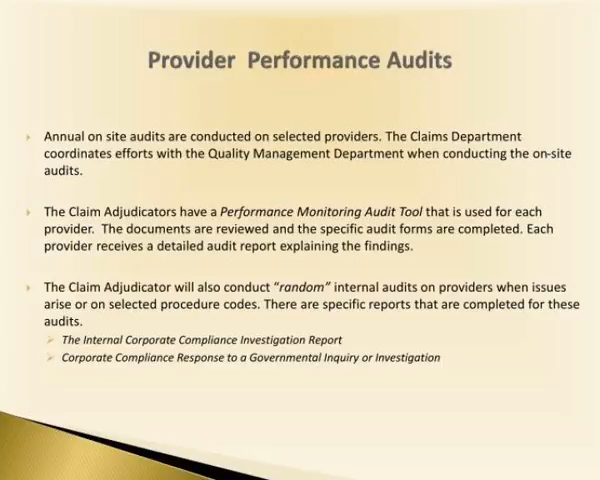 Provider  Performance Audits
Annual on site audits are conducted on selected providers. The Claims Department
coordinates efforts with the Quality Management Department when conducting the on-site
audits.
The Claim Adjudicators have a Performance Monitoring Audit Tool that is used for each
provider.  The documents are reviewed and the specific audit forms are completed. Each
provider receives a detailed audit report explaining the findings.
The Claim Adjudicator will also conduct “random” internal audits on providers when issues
arise or on selected procedure codes. There are specific reports that are completed for these
audits.
The Internal Corporate Compliance Investigation Report
Corporate Compliance Response to a Governmental Inquiry or Investigation